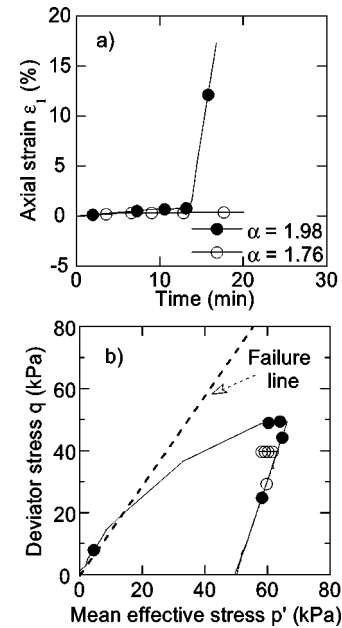 a)
Axial strain ε1 (%)
20
15
10
5
0
-5
0 10 20 30
Time (min)
α = 1.98
α = 1.76
b)
Deviator stress q (kPa)
80
60
40
20
0
0 20 40 60 80
Mean effective stress p' (kPa)
Failure
line